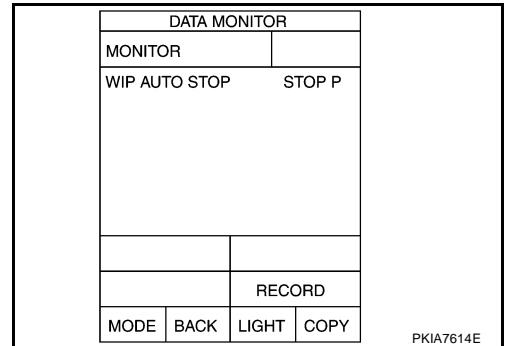 DATA MONITOR
MONITOR
WIP AUTO STOP STOP P
RECORD
MODE BACK LIGHT COPY
PKIA7614E